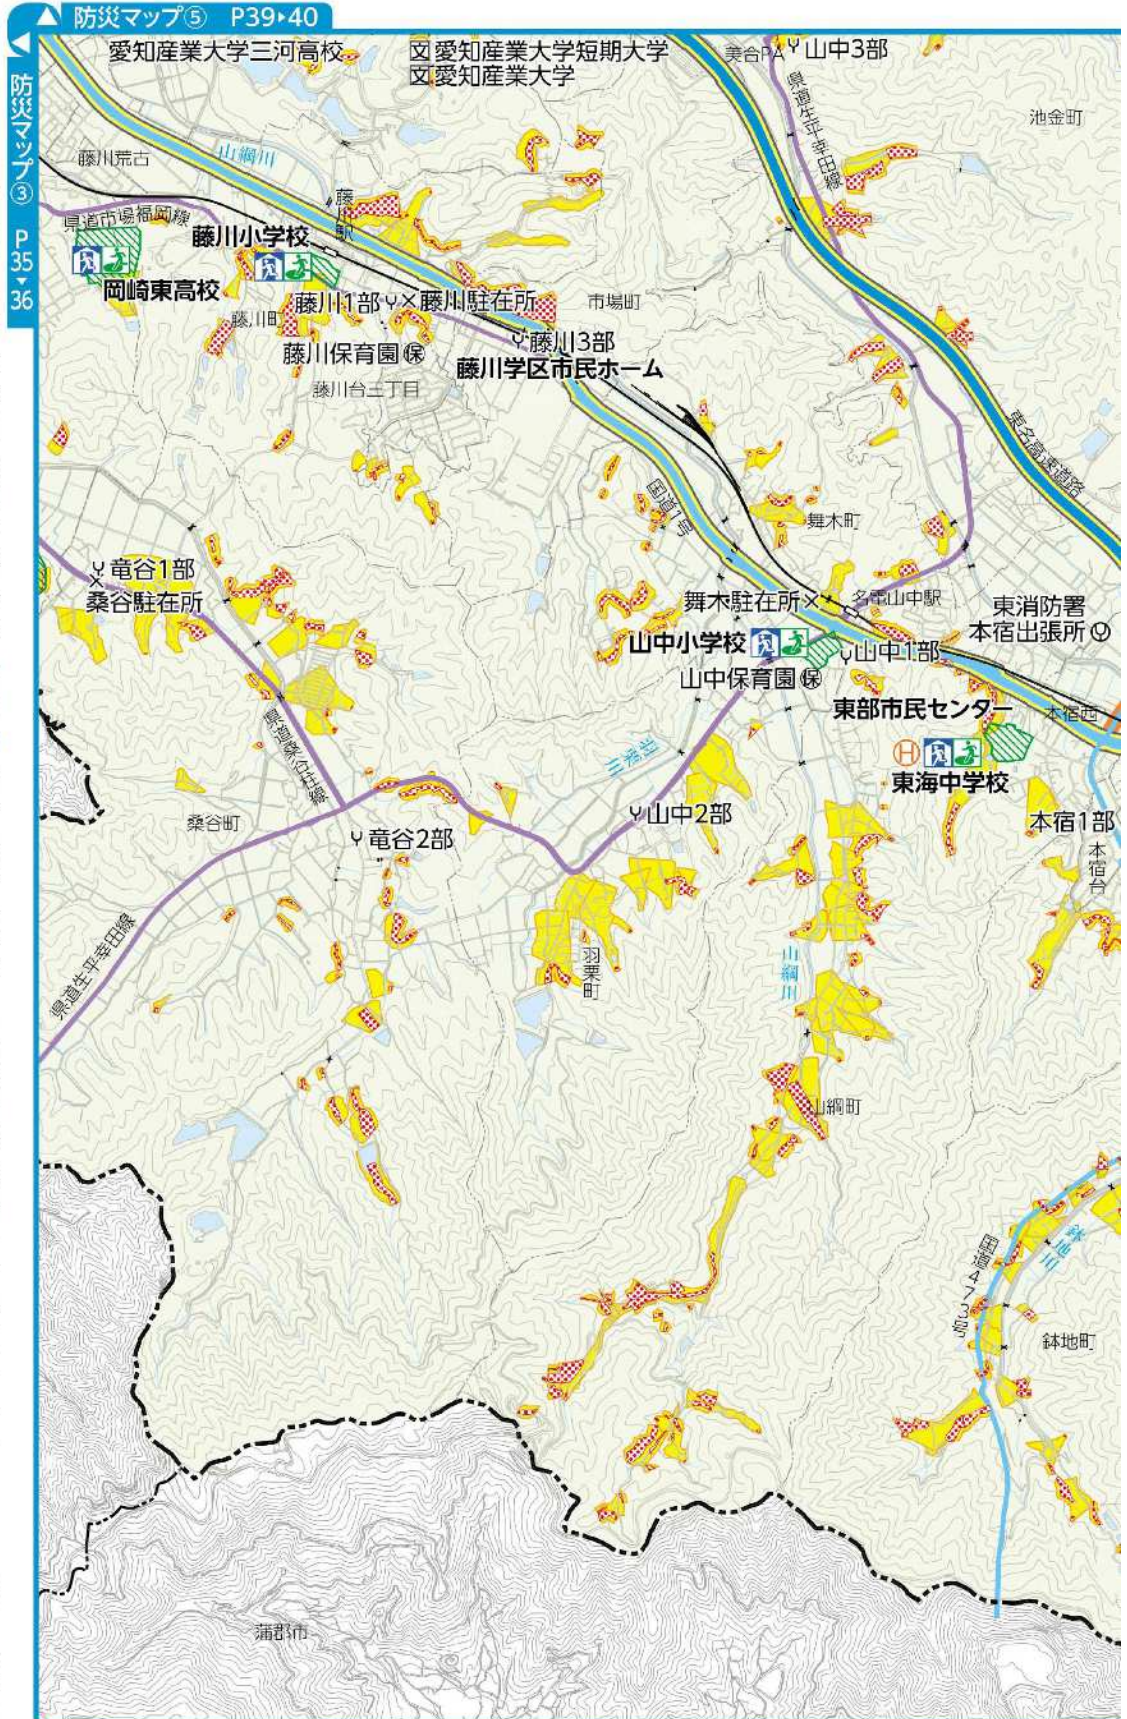 防災マップ⑤ P39▸40
防災マップ③ P35▸36
愛知産業大学三河高校
文愛知産業大学短期大学
文愛知産業大学
美合PA
山中3部
県道生平幸田線
池金町
藤川荒古
山綱川
藤川駅
県道市場福岡線
藤川小学校
岡崎東高校
藤川町
藤川1部
藤川駐在所
市場町
藤川保育園㋭
藤川3部
藤川学区市民ホーム
藤川台三丁目
東名高速道路
国道1号
舞木町
竜谷1部
桑谷駐在所
舞木駐在所
名電山中駅
東消防署
本宿出張所
山中小学校
山中1部
山中保育園保
東部市民センター
本宿西
県道桑谷柱線
羽栗川
H
東海中学校
桑谷町
竜谷2部
山中2部
本宿1部
本宿台
県道生平幸田線
羽栗町
山綱川
山綱町
国道473号
鉢地川
鉢地町
蒲郡市